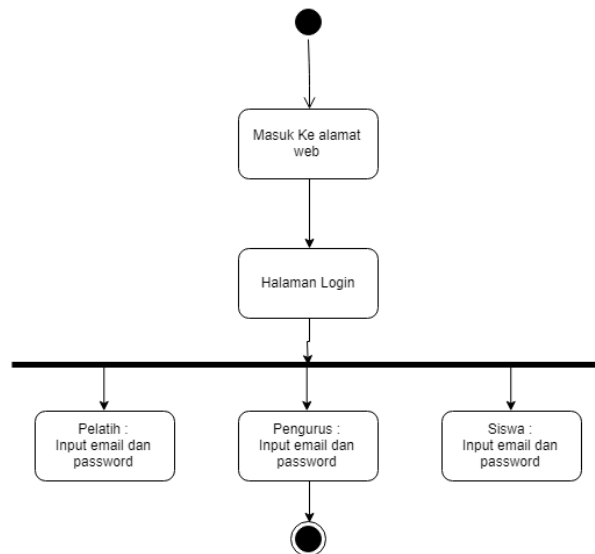 Masuk Ke alamat
web
Halaman Login
Pelatih :
Input email dan
password
Pengurus :
Input email dan
password
Siswa :
Input email dan
password